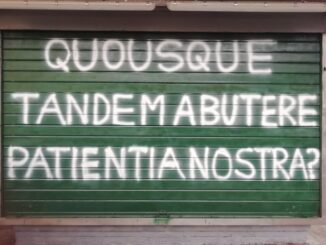 QUOUSQUE
TANDEM ABUTERE
PATIENTIA NOSTRA?